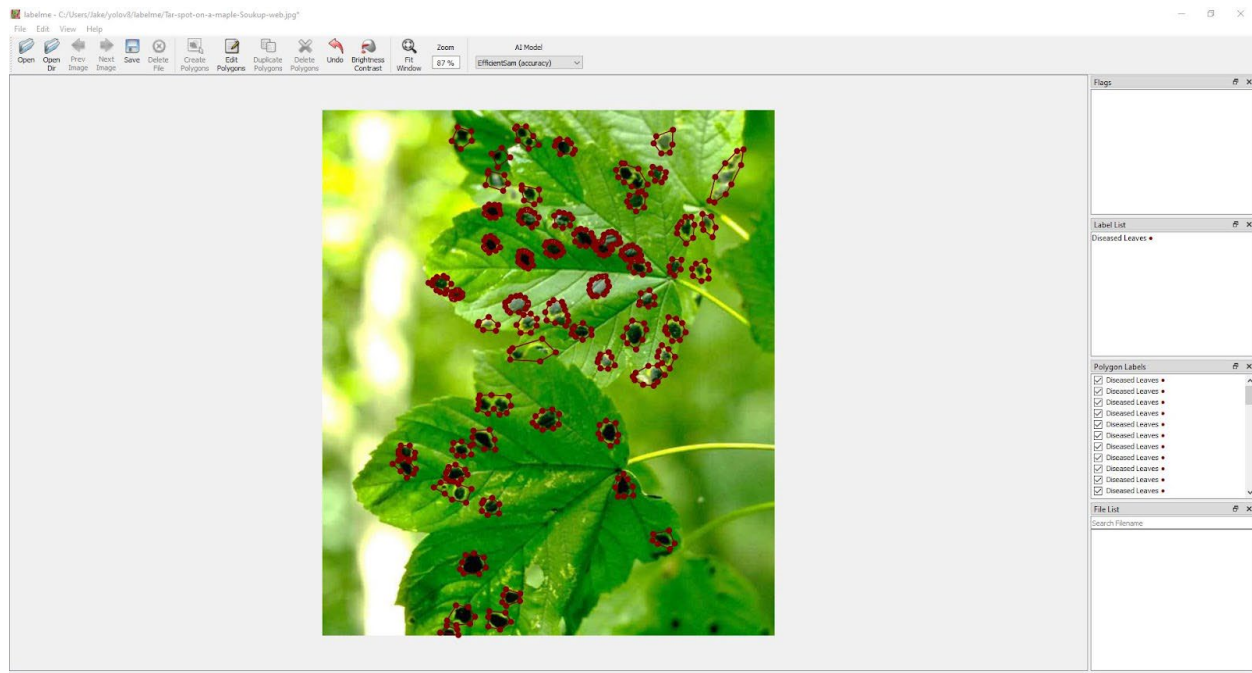 labelme - C:/Users/Jake/yolov8/labelme/Tar-spot-on-a-maple-Soukup-web.jpg*
File Edit View Help
Open
Open Dir
Prev Image
Next Image
Save
Delete File
Create Polygons
Edit Polygons
Duplicate Polygons
Delete Polygons
Undo
Brightness Contrast
Fit Window
Zoom
87 %
AI Model
EfficientSam (accuracy)
Flags
Label List
Diseased Leaves
Polygon Labels
Diseased Leaves
Diseased Leaves
Diseased Leaves
Diseased Leaves
Diseased Leaves
Diseased Leaves
Diseased Leaves
Diseased Leaves
Diseased Leaves
Diseased Leaves
Diseased Leaves
File List
Search Filename